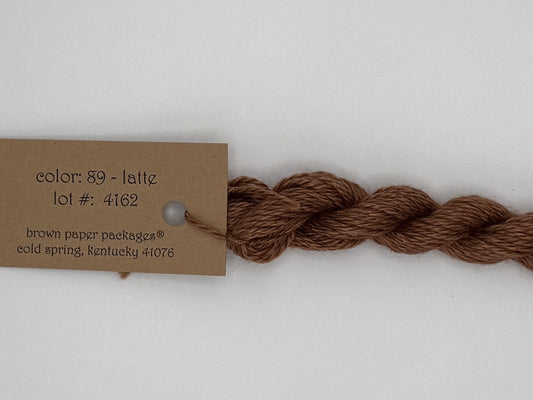 color: 89 - latte
lot #: 4162
brown paper packages®
cold spring, kentucky 41076